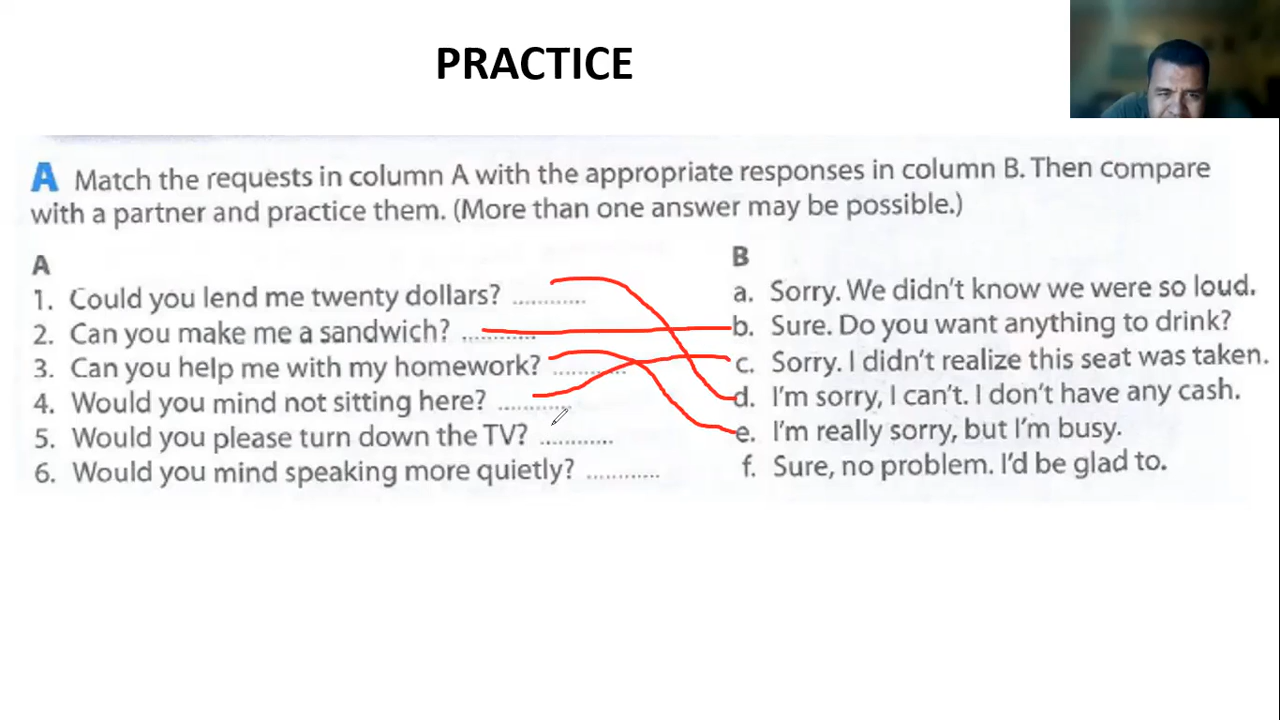 PRACTICE
A Match the requests in column A with the appropriate responses in column B. Then compare
with a partner and practice them. (More than one answer may be possible.)
A
1. Could you lend me twenty dollars? ............
2. Can you make me a sandwich? ............
3. Can you help me with my homework? ............
4. Would you mind not sitting here? ............
5. Would you please turn down the TV? ............
6. Would you mind speaking more quietly? ............
B
a. Sorry. We didn't know we were so loud.
b. Sure. Do you want anything to drink?
c. Sorry. I didn't realize this seat was taken.
d. I'm sorry, I can't. I don't have any cash.
e. I'm really sorry, but I'm busy.
f. Sure, no problem. I'd be glad to.